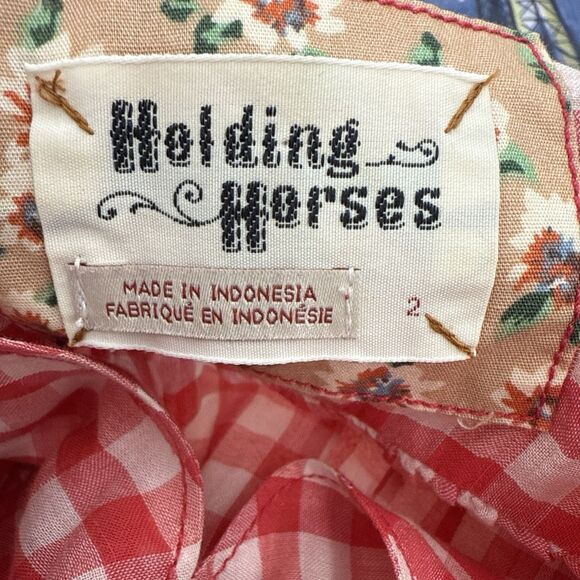 Holding
Horses
MADE IN INDONESIA
FABRIQUÉ EN INDONÉSIE
2